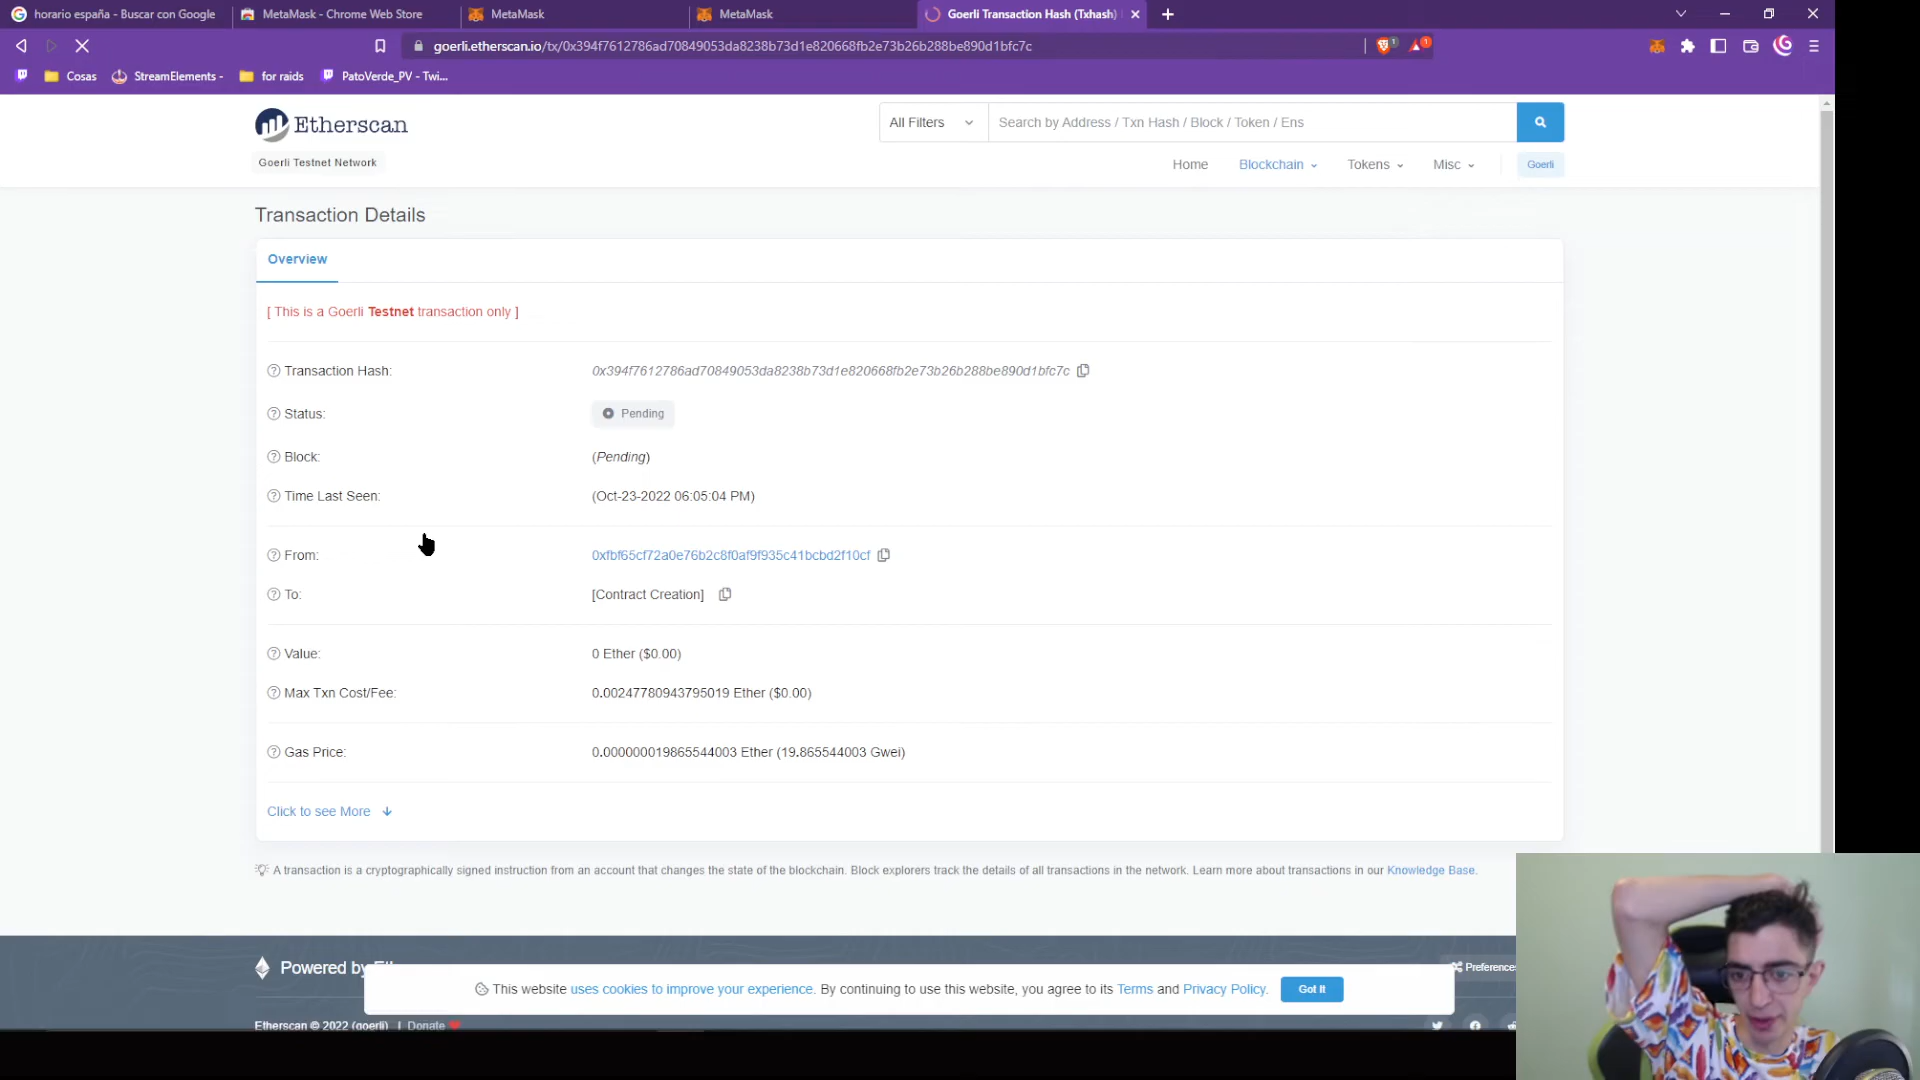 horario españa - Buscar con Google
MetaMask - Chrome Web Store
MetaMask
MetaMask
Goerli Transaction Hash (Txhash)
goerli.etherscan.io/tx/0x394f7612786ad70849053da8238b73d1e820668fb2e73b26b288be890d1bfc7c
1
1
Cosas
StreamElements -
for raids
PatoVerde_PV - Twi...
Etherscan
All Filters
Search by Address / Txn Hash / Block / Token / Ens
Goerli Testnet Network
Home
Blockchain
Tokens
Misc
Goerli
Transaction Details
Overview
[ This is a Goerli Testnet transaction only ]
Transaction Hash:
0x394f7612786ad70849053da8238b73d1e820668fb2e73b26b288be890d1bfc7c
Status:
Pending
Block:
(Pending)
Time Last Seen:
(Oct-23-2022 06:05:04 PM)
From:
0xfbf65cf72a0e76b2c8f0af9f935c41bcbd2f10cf
To:
[Contract Creation]
Value:
0 Ether ($0.00)
Max Txn Cost/Fee:
0.00247780943795019 Ether ($0.00)
Gas Price:
0.000000019865544003 Ether (19.865544003 Gwei)
Click to see More
A transaction is a cryptographically signed instruction from an account that changes the state of the blockchain. Block explorers track the details of all transactions in the network. Learn more about transactions in our Knowledge Base.
Powered by
Preferences
This website uses cookies to improve your experience. By continuing to use this website, you agree to its Terms and Privacy Policy.
Got It
Etherscan © 2022 (goerli) | Donate